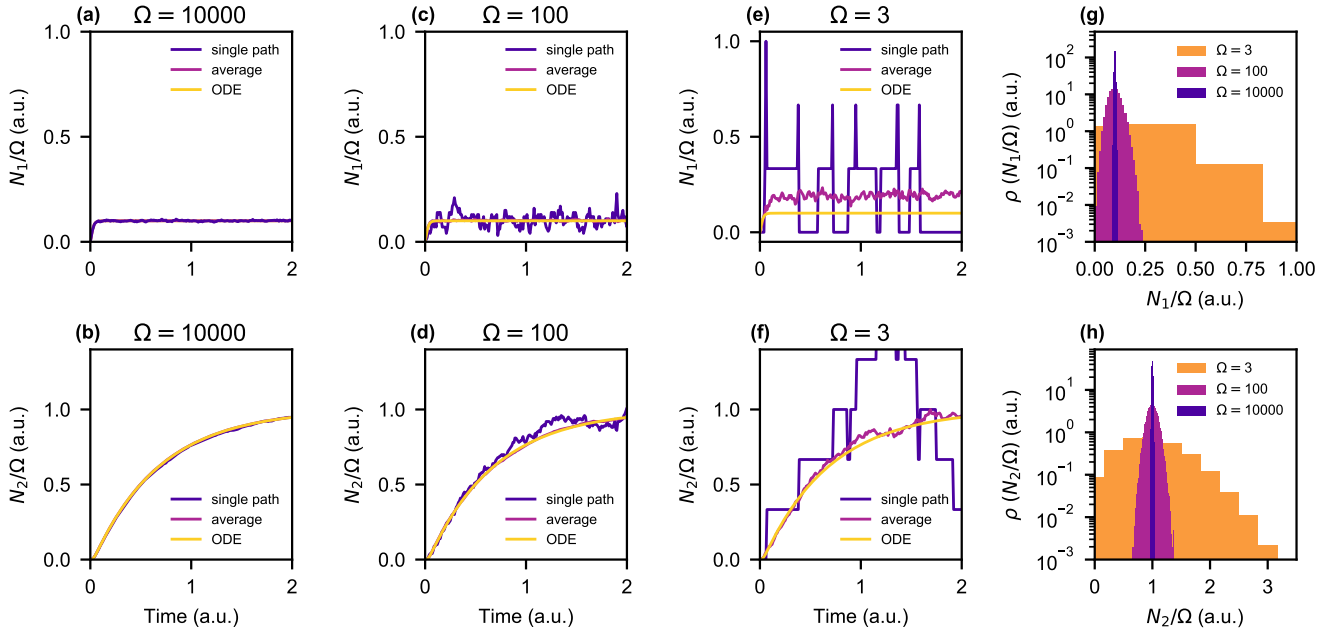 (a) Ω = 10000
1.0
0.5
0.0
N₁/Ω (a.u.)
single path
average
ODE
0 1 2
(c) Ω = 100
1.0
0.5
0.0
N₁/Ω (a.u.)
single path
average
ODE
0 1 2
(e) Ω = 3
1.0
0.5
0.0
N₁/Ω (a.u.)
single path
average
ODE
0 1 2
(g)
10²
10¹
10⁰
10⁻¹
10⁻²
10⁻³
ρ (N₁/Ω) (a.u.)
Ω = 3
Ω = 100
Ω = 10000
0.00 0.25 0.50 0.75 1.00
N₁/Ω (a.u.)
(b) Ω = 10000
1.0
0.5
0.0
N₂/Ω (a.u.)
single path
average
ODE
0 1 2
Time (a.u.)
(d) Ω = 100
1.0
0.5
0.0
N₂/Ω (a.u.)
single path
average
ODE
0 1 2
Time (a.u.)
(f) Ω = 3
1.0
0.5
0.0
N₂/Ω (a.u.)
single path
average
ODE
0 1 2
Time (a.u.)
(h)
10¹
10⁰
10⁻¹
10⁻²
10⁻³
ρ (N₂/Ω) (a.u.)
Ω = 3
Ω = 100
Ω = 10000
0 1 2 3
N₂/Ω (a.u.)